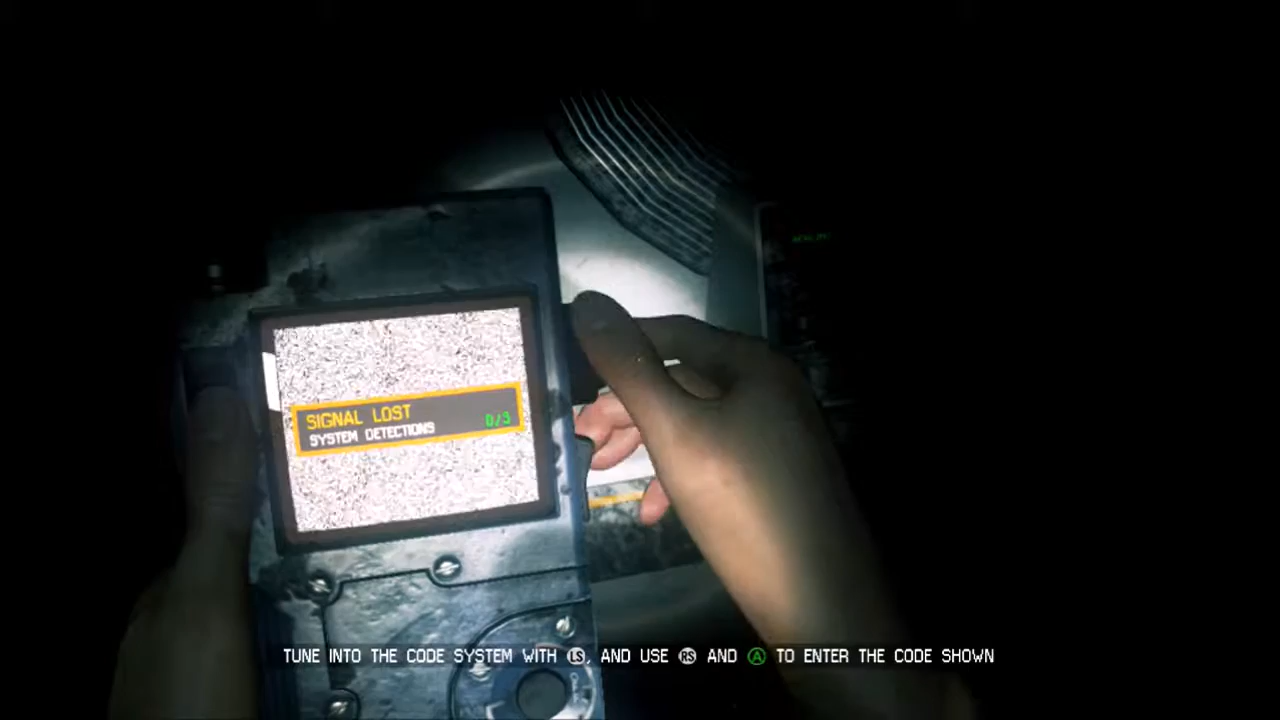 SIGNAL LOST
SYSTEM DETECTIONS 0/3
TUNE INTO THE CODE SYSTEM WITH LS, AND USE RS AND A TO ENTER THE CODE SHOWN